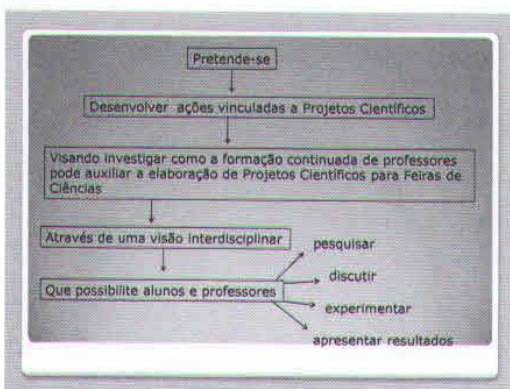 Pretende-se
Desenvolver ações vinculadas a Projetos Científicos
Visando investigar como a formação continuada de professores
pode auxiliar a elaboração de Projetos Científicos para Feiras de
Ciências
Através de uma visão interdisciplinar
pesquisar
discutir
Que possibilite alunos e professores
experimentar
apresentar resultados